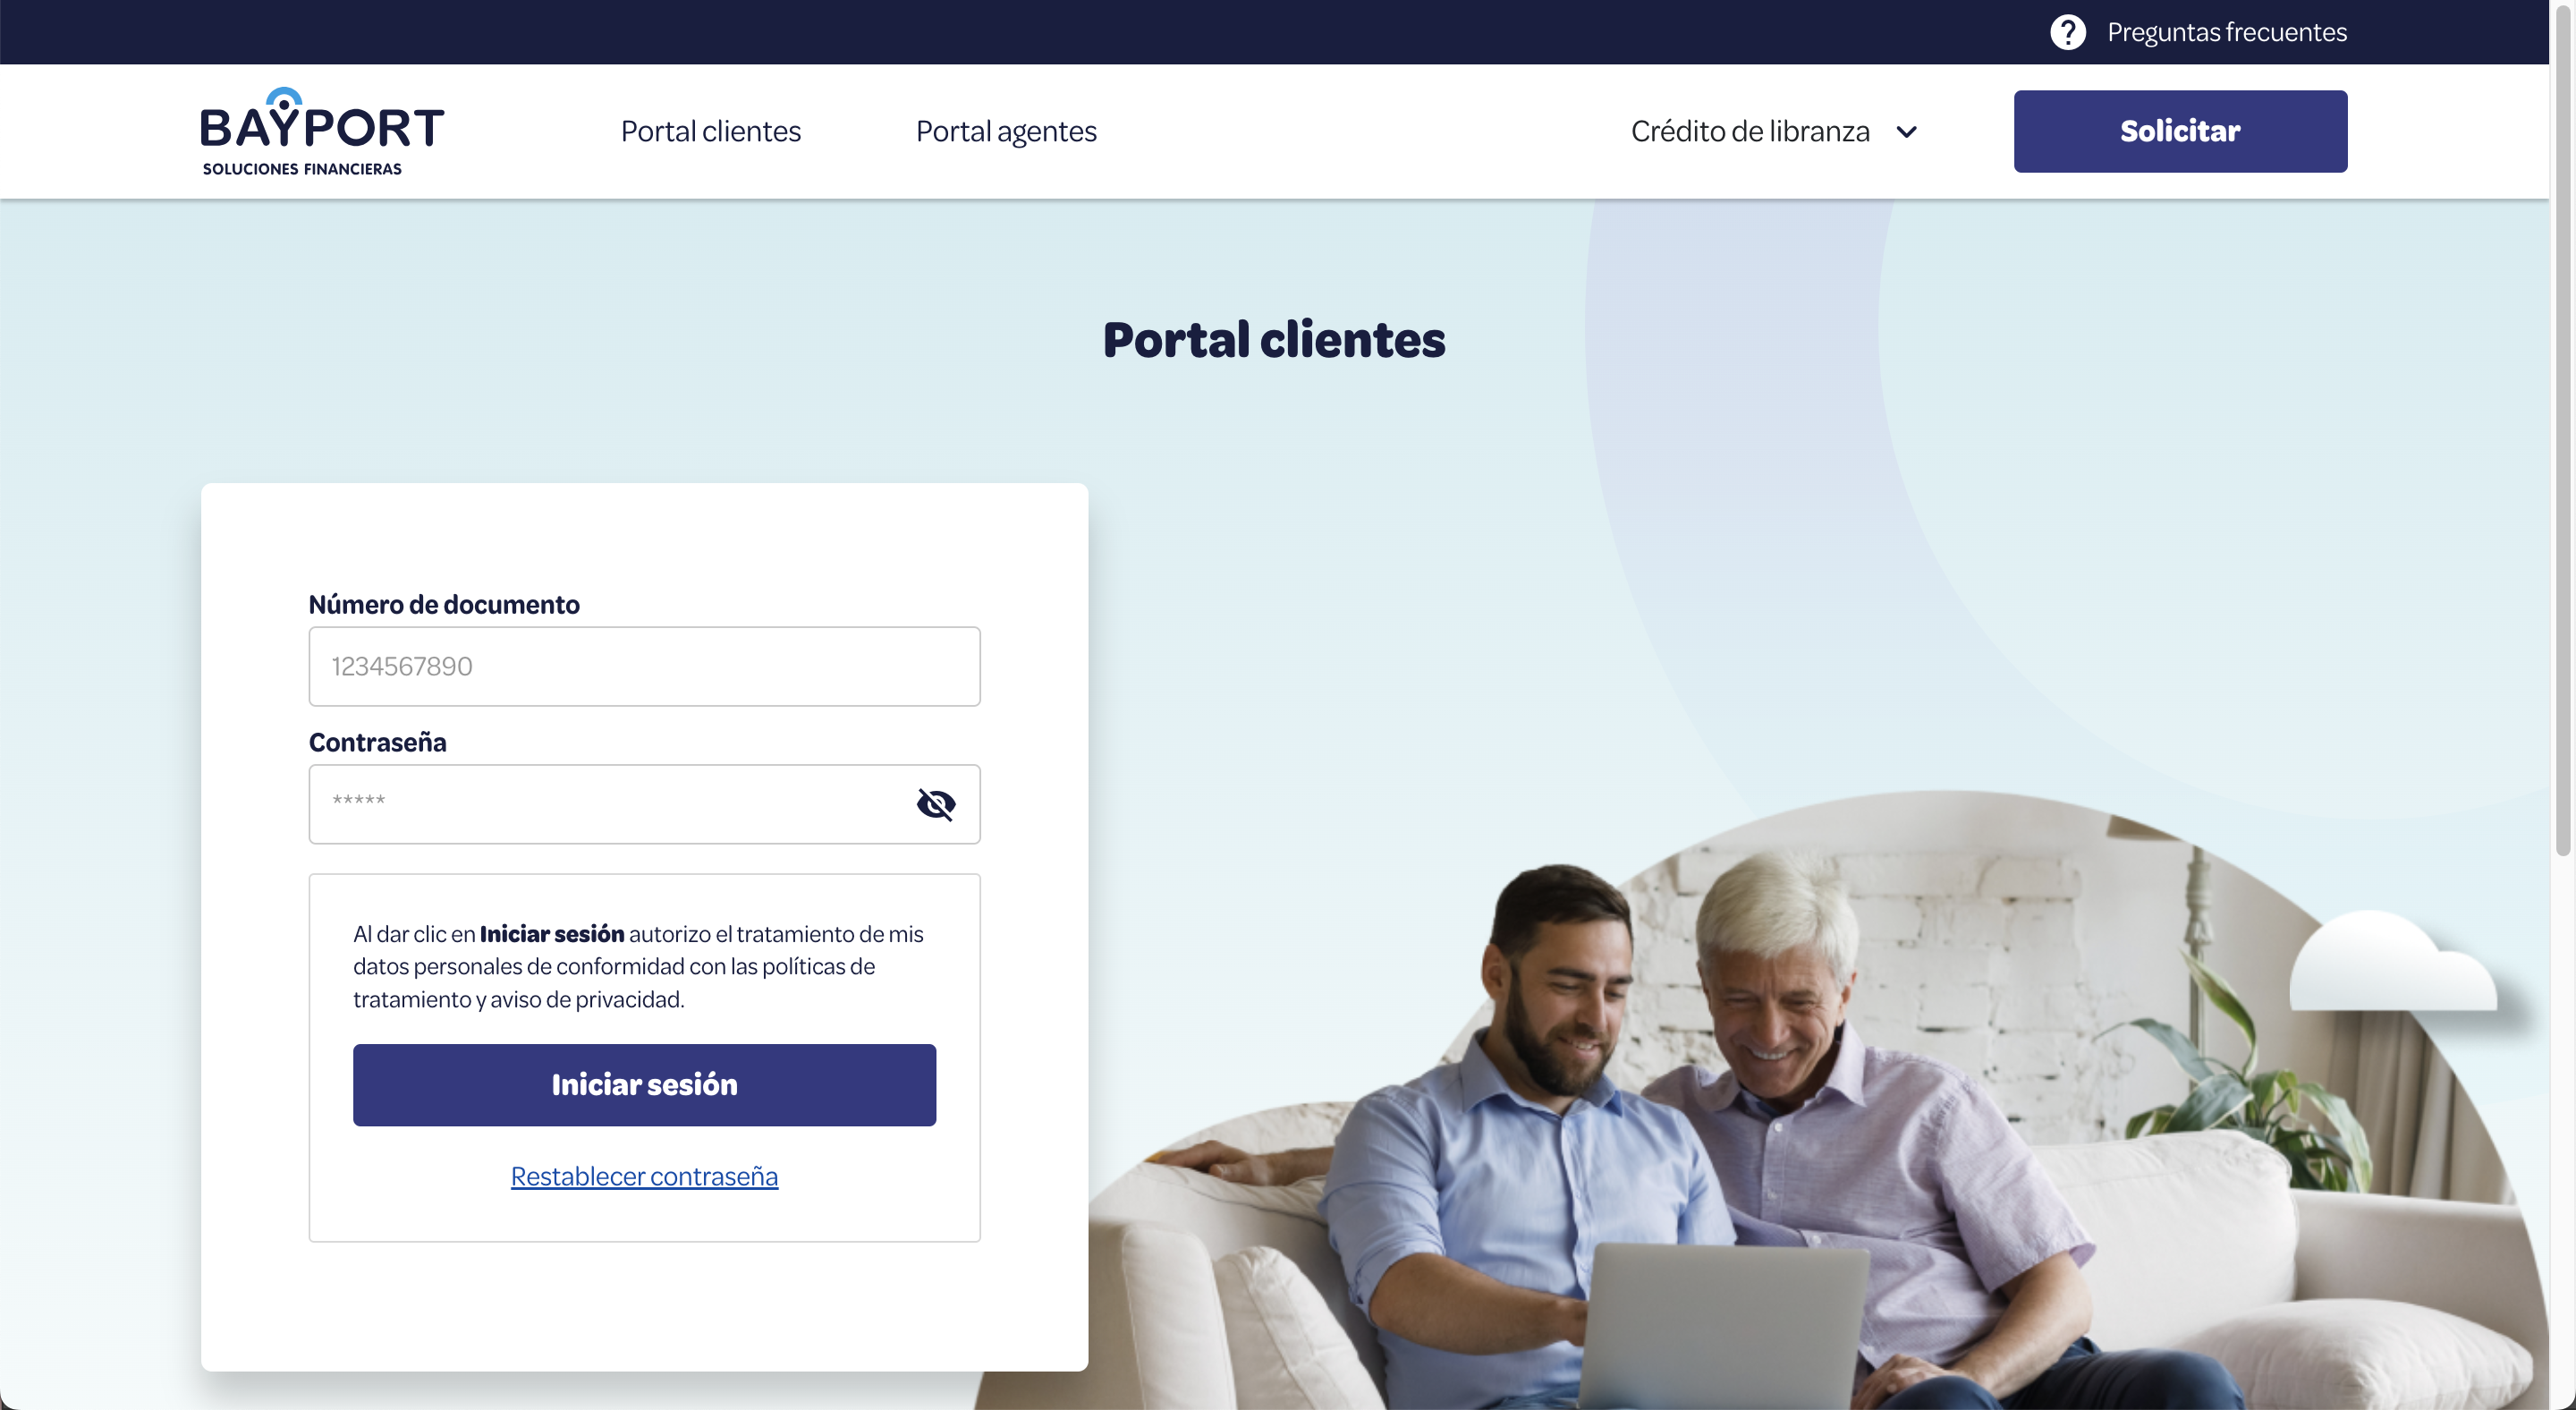 Preguntas frecuentes
BAYPORT
SOLUCIONES FINANCIERAS
Portal clientes
Portal agentes
Crédito de libranza
Solicitar
Portal clientes
Número de documento
1234567890
Contraseña
*****
Al dar clic en Iniciar sesión autorizo el tratamiento de mis
datos personales de conformidad con las políticas de
tratamiento y aviso de privacidad.
Iniciar sesión
Restablecer contraseña